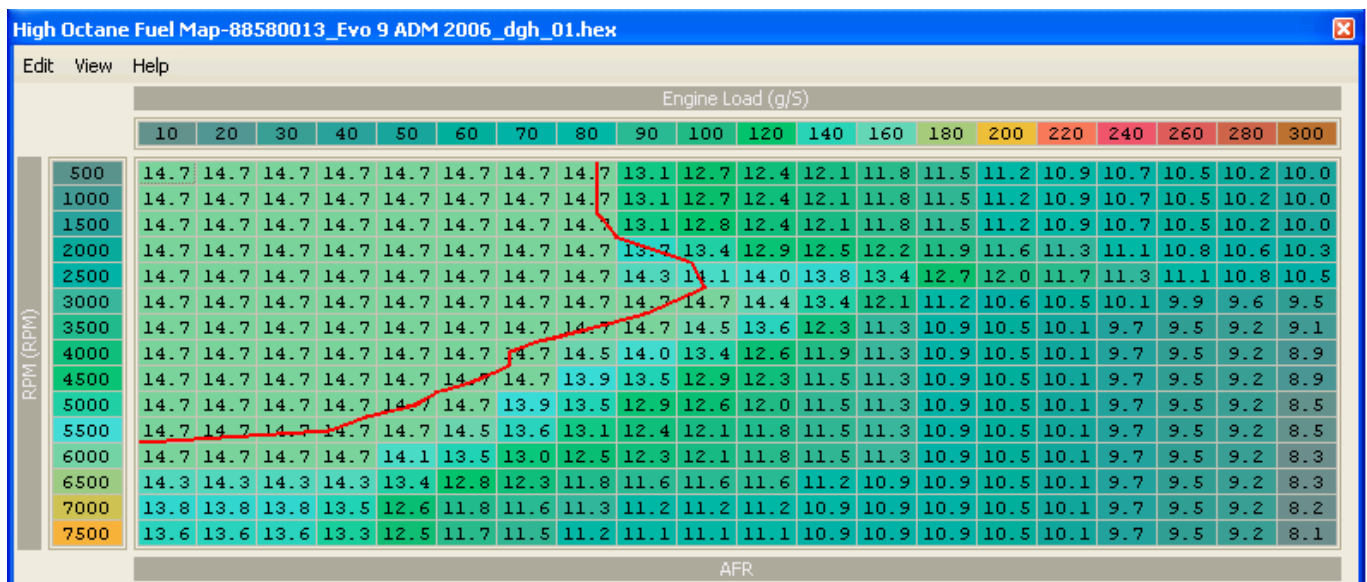 High Octane Fuel Map-88580013_Evo 9 ADM 2006_dgh_01.hex
Edit View Help
Engine Load (g/S)
10 20 30 40 50 60 70 80 90 100 120 140 160 180 200 220 240 260 280 300
RPM (RPM)
500 14.7 14.7 14.7 14.7 14.7 14.7 14.7 14.7 13.1 12.7 12.4 12.1 11.8 11.5 11.2 10.9 10.7 10.5 10.2 10.0
1000 14.7 14.7 14.7 14.7 14.7 14.7 14.7 14.7 13.1 12.7 12.4 12.1 11.8 11.5 11.2 10.9 10.7 10.5 10.2 10.0
1500 14.7 14.7 14.7 14.7 14.7 14.7 14.7 14.7 13.1 12.8 12.4 12.1 11.8 11.5 11.2 10.9 10.7 10.5 10.2 10.0
2000 14.7 14.7 14.7 14.7 14.7 14.7 14.7 14.7 13.7 13.4 12.9 12.5 12.2 11.9 11.6 11.3 11.1 10.8 10.6 10.3
2500 14.7 14.7 14.7 14.7 14.7 14.7 14.7 14.7 14.3 14.1 14.0 13.8 13.4 12.7 12.0 11.7 11.3 11.1 10.8 10.5
3000 14.7 14.7 14.7 14.7 14.7 14.7 14.7 14.7 14.7 14.7 14.4 13.4 12.1 11.2 10.6 10.5 10.1 9.9 9.6 9.5
3500 14.7 14.7 14.7 14.7 14.7 14.7 14.7 14.7 14.7 14.5 13.6 12.3 11.3 10.9 10.5 10.1 9.7 9.5 9.2 9.1
4000 14.7 14.7 14.7 14.7 14.7 14.7 14.7 14.5 14.0 13.4 12.6 11.9 11.3 10.9 10.5 10.1 9.7 9.5 9.2 8.9
4500 14.7 14.7 14.7 14.7 14.7 14.7 14.7 13.9 13.5 12.9 12.3 11.5 11.3 10.9 10.5 10.1 9.7 9.5 9.2 8.9
5000 14.7 14.7 14.7 14.7 14.7 14.7 13.9 13.5 12.9 12.6 12.0 11.5 11.3 10.9 10.5 10.1 9.7 9.5 9.2 8.5
5500 14.7 14.7 14.7 14.7 14.7 14.5 13.6 13.1 12.4 12.1 11.8 11.5 11.3 10.9 10.5 10.1 9.7 9.5 9.2 8.5
6000 14.7 14.7 14.7 14.7 14.1 13.5 13.0 12.5 12.3 12.1 11.8 11.5 11.3 10.9 10.5 10.1 9.7 9.5 9.2 8.3
6500 14.3 14.3 14.3 14.3 13.4 12.8 12.3 11.8 11.6 11.6 11.6 11.2 10.9 10.9 10.5 10.1 9.7 9.5 9.2 8.3
7000 13.8 13.8 13.8 13.5 12.6 11.8 11.6 11.3 11.2 11.2 11.2 10.9 10.9 10.9 10.5 10.1 9.7 9.5 9.2 8.2
7500 13.6 13.6 13.6 13.3 12.5 11.7 11.5 11.2 11.1 11.1 11.1 10.9 10.9 10.9 10.5 10.1 9.7 9.5 9.2 8.1
AFR